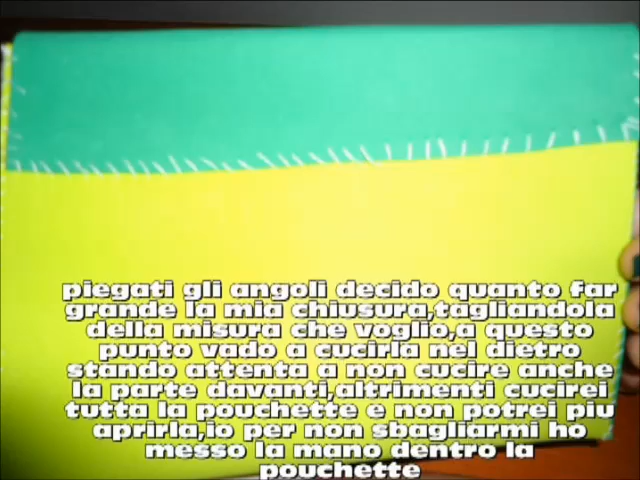 piegati gli angoli decido quanto far
grande la mia chiusura,tagliandola
della misura che voglio,a questo
punto vado a cucirla nel dietro
stando attenta a non cucire anche
la parte davanti,altrimenti cucirei
tutta la pouchette e non potrei piu
aprirla,io per non sbagliarmi ho
messo la mano dentro la
pouchette